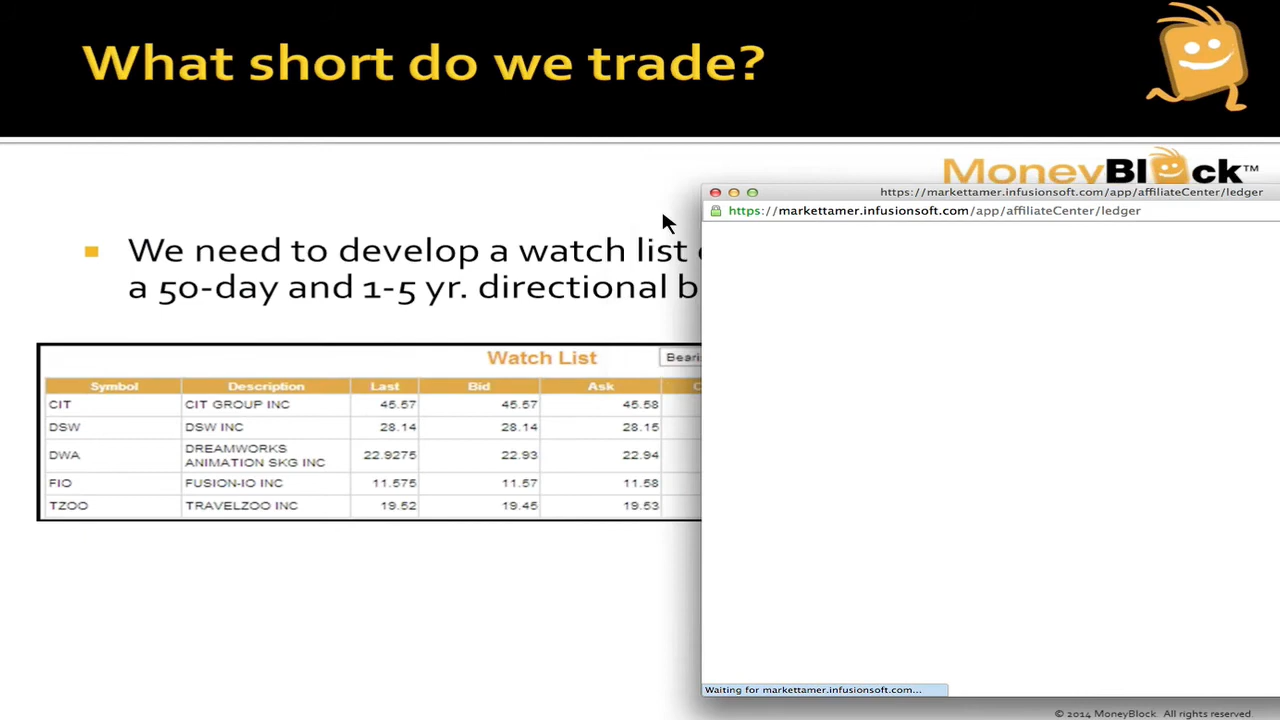 What short do we trade?
MoneyBlock™
https://markettamer.infusionsoft.com/app/affiliateCenter/ledger
https://markettamer.infusionsoft.com/app/affiliateCenter/ledger
We need to develop a watch list
a 50-day and 1-5 yr. directional b
Watch List Bearis
Symbol Description Last Bid Ask C
CIT CIT GROUP INC 45.57 45.57 45.58
DSW DSW INC 28.14 28.14 28.15
DWA DREAMWORKS ANIMATION SKG INC 22.9275 22.93 22.94
FIO FUSION-IO INC 11.575 11.57 11.58
TZOO TRAVELZOO INC 19.52 19.45 19.53
Waiting for markettamer.infusionsoft.com...
© 2014 MoneyBlock. All rights reserved.